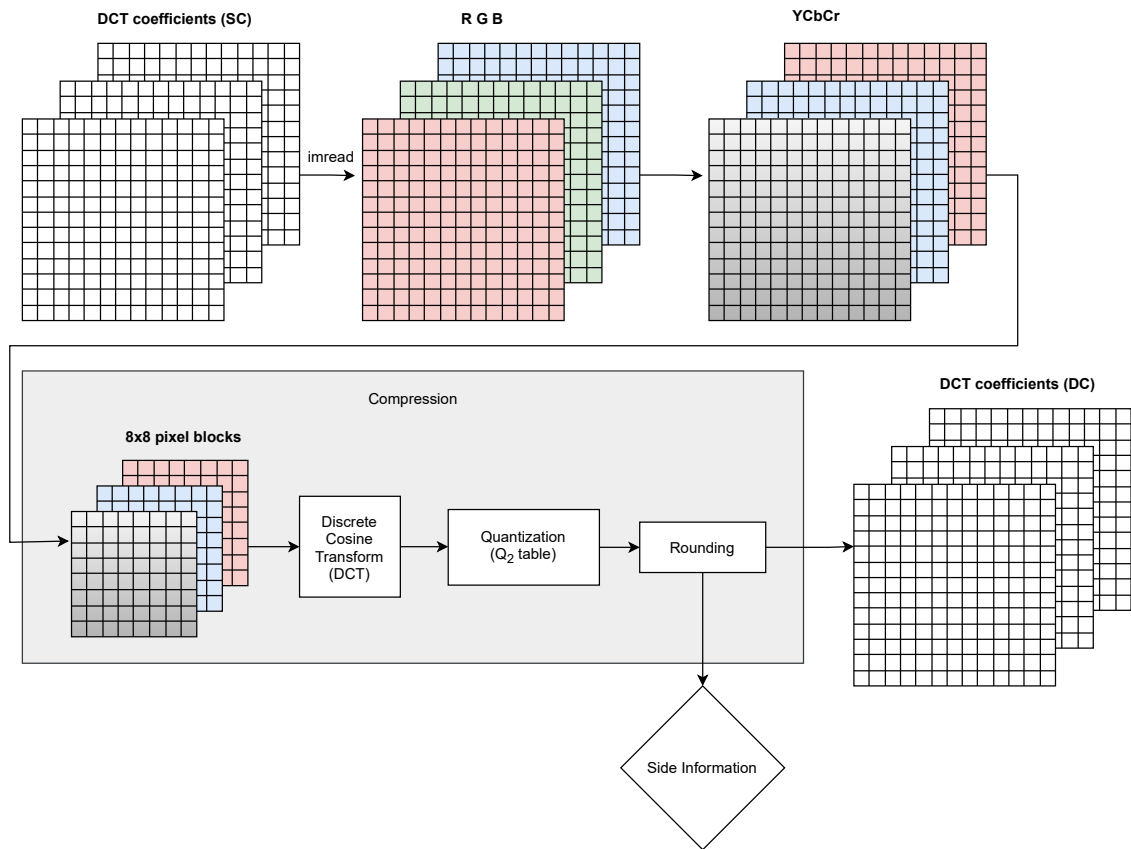 DCT coefficients (SC)
R G B
YCbCr
imread
Compression
DCT coefficients (DC)
8x8 pixel blocks
Discrete
Cosine
Transform
(DCT)
Quantization
(Q2 table)
Rounding
Side Information